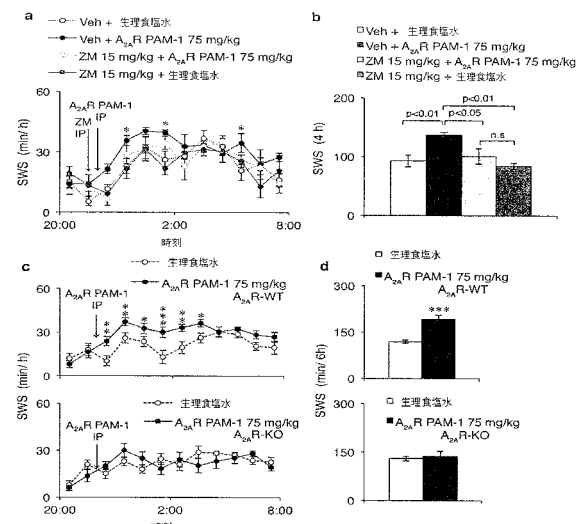 a
Veh + 生理食塩水
Veh + A2AR PAM-1 75 mg/kg
ZM 15 mg/kg + A2AR PAM-1 75 mg/kg
ZM 15 mg/kg + 生理食塩水
A2AR PAM-1
ZM IP
IP
* * *
SWS (min/ h)
60
30
0
20:00 2:00 8:00
時刻
b
Veh + 生理食塩水
Veh + A2AR PAM-1 75 mg/kg
ZM 15 mg/kg + A2AR PAM-1 75 mg/kg
ZM 15 mg/kg + 生理食塩水
p<0.01
p<0.01 p<0.05
n.s
SWS (4 h)
200
100
0
c
生理食塩水
A2AR PAM-1 75 mg/kg
A2AR-WT
A2AR PAM-1
IP
** ** * *** ** *
SWS (min/ h)
60
30
0
生理食塩水
A2AR PAM-1 75 mg/kg
A2AR-KO
A2AR PAM-1
IP
60
30
0
20:00 2:00 8:00
時刻
d
生理食塩水
A2AR PAM-1 75 mg/kg
A2AR-WT
***
SWS (min/ 6h)
300
150
0
生理食塩水
A2AR PAM-1 75 mg/kg
A2AR-KO
300
150
0